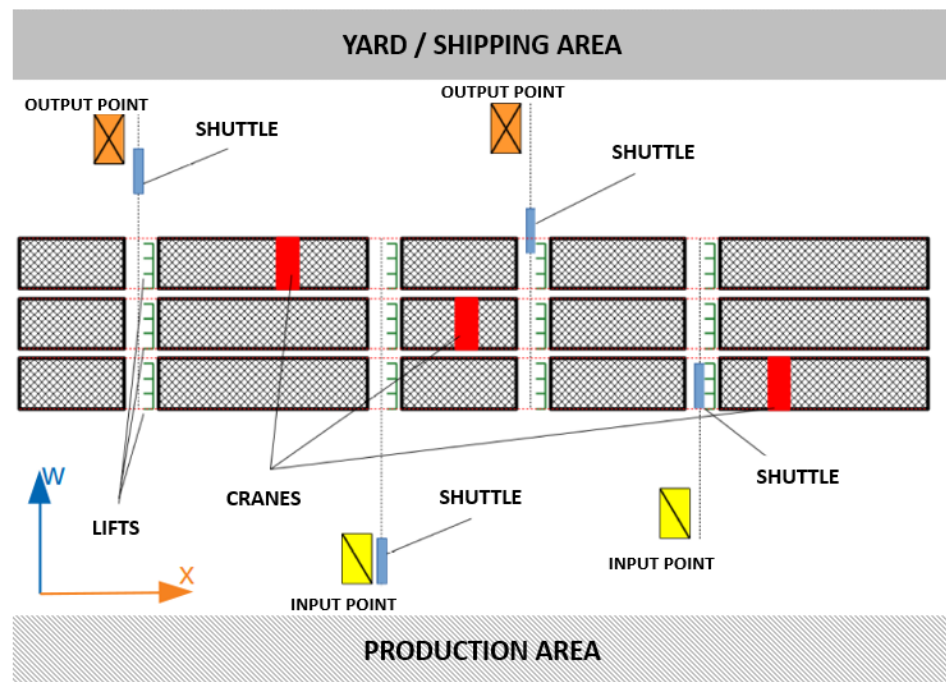 YARD / SHIPPING AREA
OUTPUT POINT
OUTPUT POINT
SHUTTLE
SHUTTLE
W
X
LIFTS
CRANES
SHUTTLE
SHUTTLE
INPUT POINT
INPUT POINT
PRODUCTION AREA